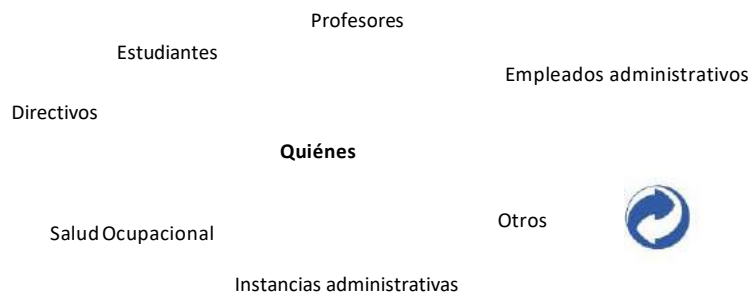 Profesores
Estudiantes
Empleados administrativos
Directivos
Quiénes
Otros
Salud Ocupacional
Instancias administrativas